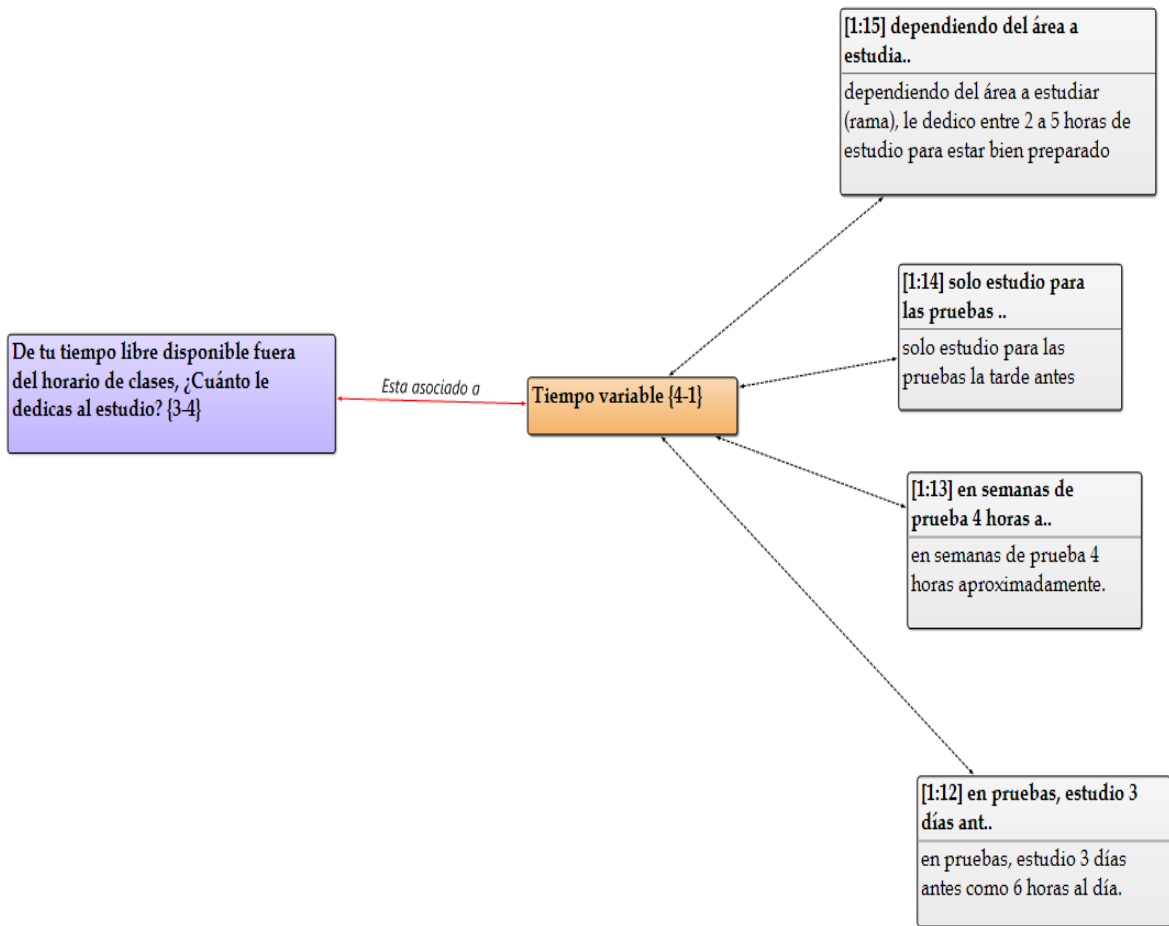 [1:15] dependiendo del área a
estudia..
dependiendo del área a estudiar
(rama), le dedico entre 2 a 5 horas de
estudio para estar bien preparado
[1:14] solo estudio para
las pruebas ..
solo estudio para las
pruebas la tarde antes
De tu tiempo libre disponible fuera
del horario de clases, ¿Cuánto le
dedicas al estudio? {3-4}
Esta asociado a
Tiempo variable {4-1}
[1:13] en semanas de
prueba 4 horas a..
en semanas de prueba 4
horas aproximadamente.
[1:12] en pruebas, estudio 3
días ant..
en pruebas, estudio 3 días
antes como 6 horas al día.